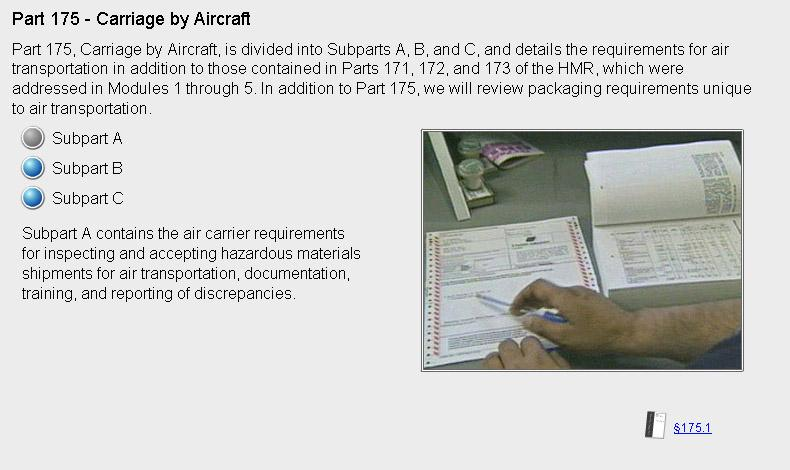 Part 175 - Carriage by Aircraft
Part 175, Carriage by Aircraft, is divided into Subparts A, B, and C, and details the requirements for air
transportation in addition to those contained in Parts 171, 172, and 173 of the HMR, which were
addressed in Modules 1 through 5. In addition to Part 175, we will review packaging requirements unique
to air transportation.
Subpart A
Subpart B
Subpart C
Subpart A contains the air carrier requirements
for inspecting and accepting hazardous materials
shipments for air transportation, documentation,
training, and reporting of discrepancies.
§175.1